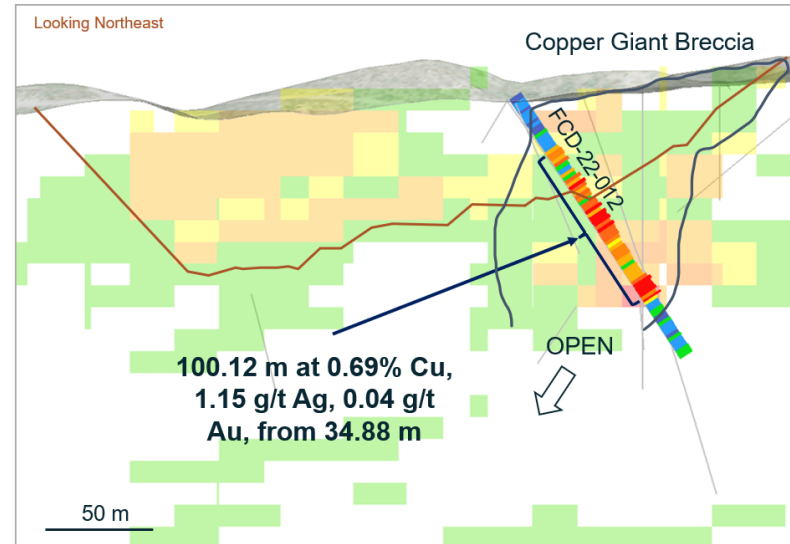 Looking Northeast
Copper Giant Breccia
FCD-22-012
100.12 m at 0.69% Cu,
1.15 g/t Ag, 0.04 g/t
Au, from 34.88 m
OPEN
50 m